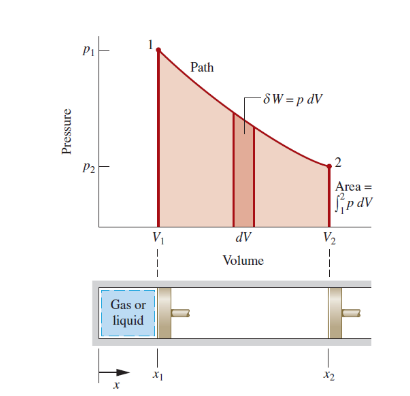 p₁
1
Path
δW = p dV
Pressure
p₂
2
Area =
∫₁² p dV
V₁
dV
V₂
Volume
Gas or
liquid
x₁
x₂
x